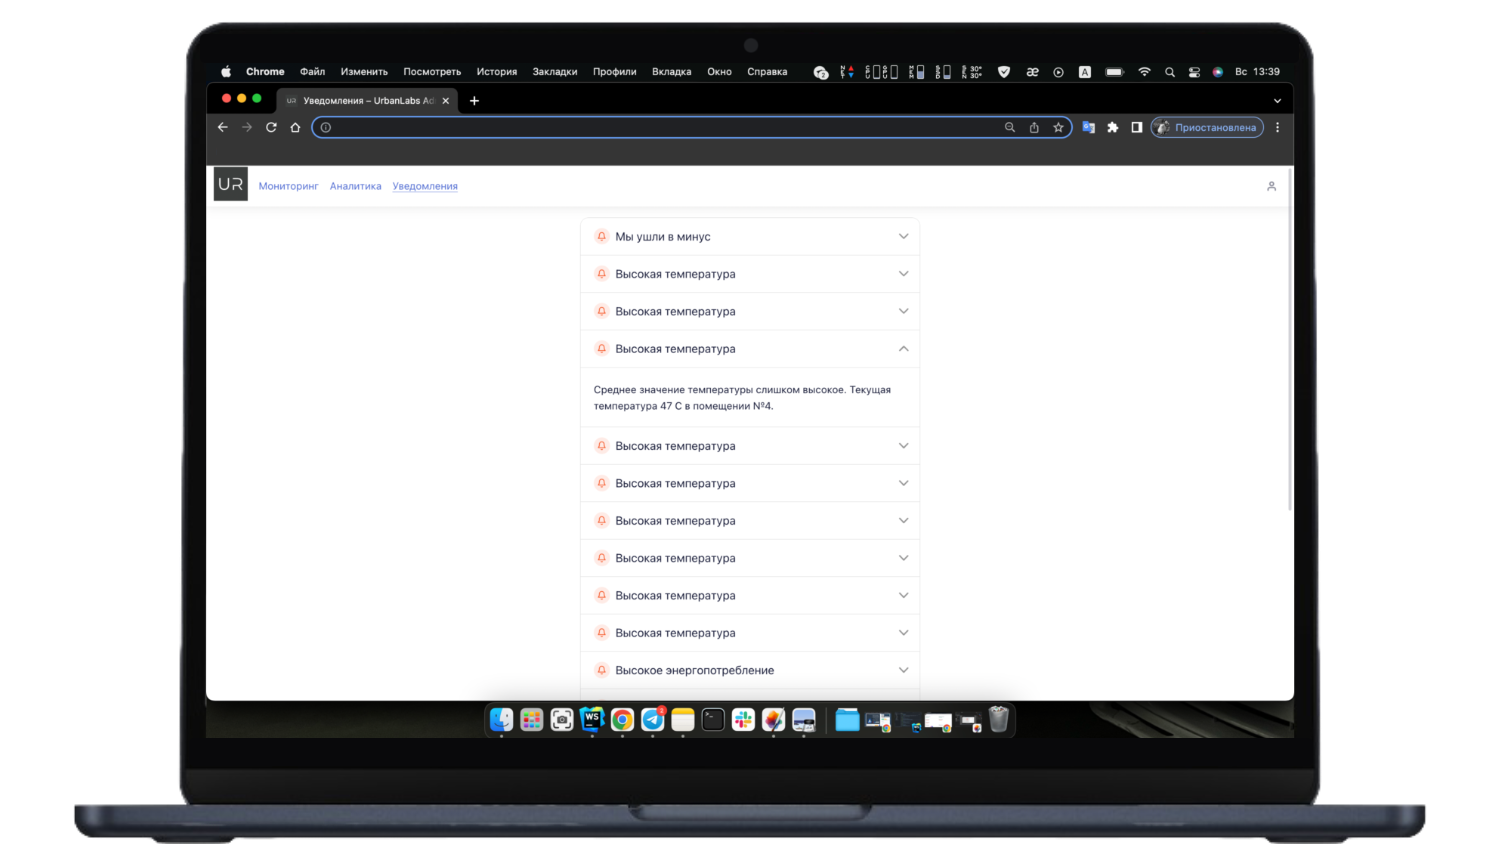 Chrome Файл Изменить Посмотреть История Закладки Профили Вкладка Окно Справка Вс 13:39
UR Уведомления – UrbanLabs Ad
Приостановлена
UR Мониторинг Аналитика Уведомления
Мы ушли в минус
Высокая температура
Высокая температура
Высокая температура
Среднее значение температуры слишком высокое. Текущая
температура 47 C в помещении №4.
Высокая температура
Высокая температура
Высокая температура
Высокая температура
Высокая температура
Высокая температура
Высокое энергопотребление
WS